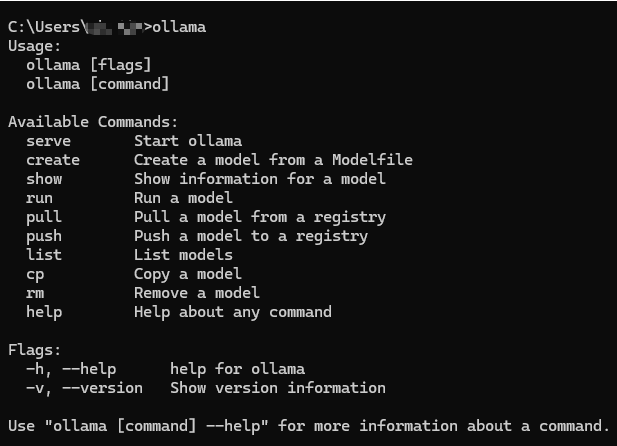 C:\Users\ >ollama
Usage:
  ollama [flags]
  ollama [command]

Available Commands:
  serve       Start ollama
  create      Create a model from a Modelfile
  show        Show information for a model
  run         Run a model
  pull        Pull a model from a registry
  push        Push a model to a registry
  list        List models
  cp          Copy a model
  rm          Remove a model
  help        Help about any command

Flags:
  -h, --help      help for ollama
  -v, --version   Show version information

Use "ollama [command] --help" for more information about a command.